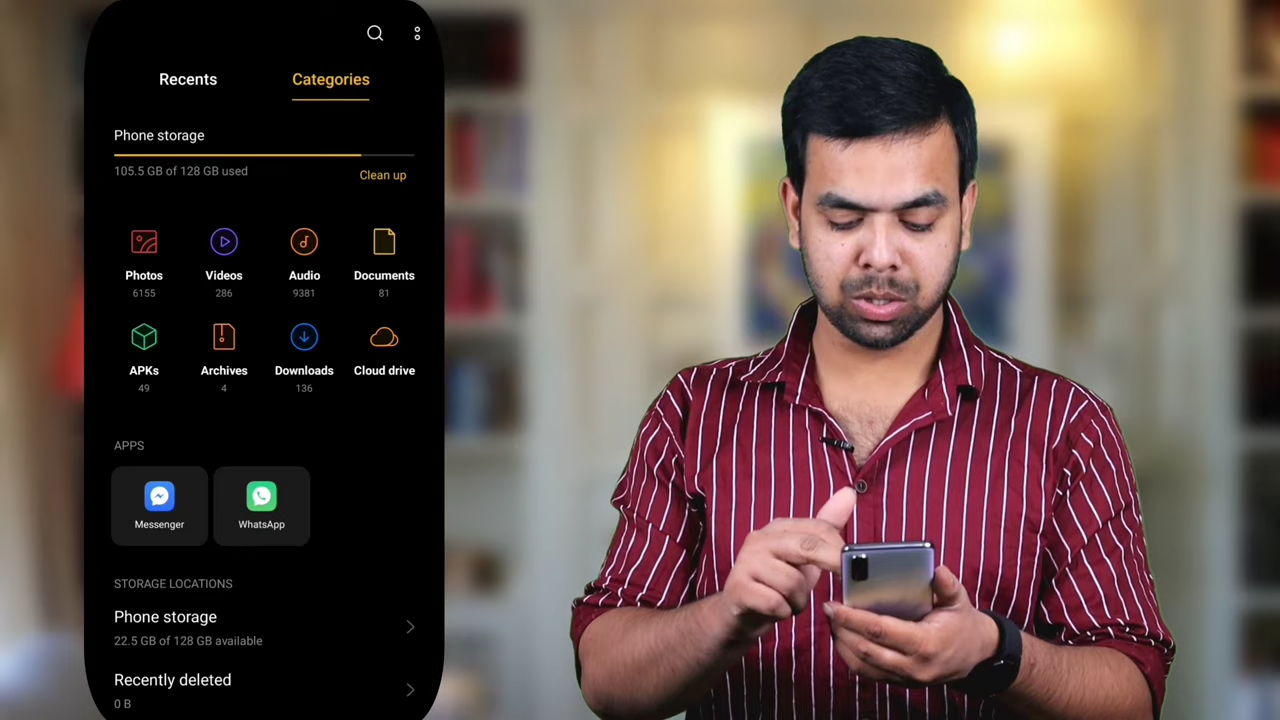 Recents Categories
Phone storage
105.5 GB of 128 GB used
Clean up
Photos Videos Audio Documents
6155 286 9381 81
APKs Archives Downloads Cloud drive
49 4 136
APPS
Messenger WhatsApp
STORAGE LOCATIONS
Phone storage
22.5 GB of 128 GB available
Recently deleted
0 B